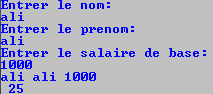 Entrer le nom:
ali
Entrer le prenom:
ali
Entrer le salaire de base:
1000
ali ali 1000
25